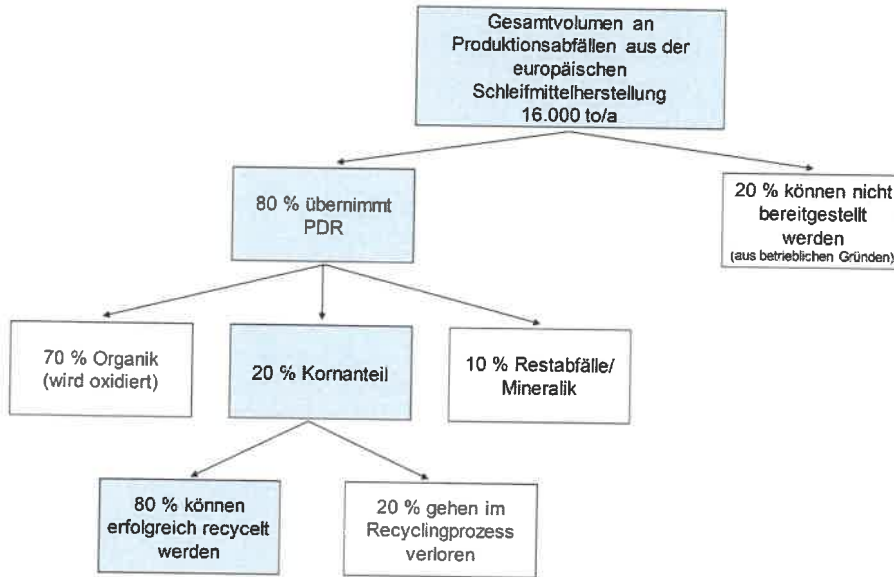 Gesamtvolumen an
Produktionsabfällen aus der
europäischen
Schleifmittelherstellung
16.000 to/a
80 % übernimmt
PDR
20 % können nicht
bereitgestellt
werden
(aus betrieblichen Gründen)
70 % Organik
(wird oxidiert)
20 % Kornanteil
10 % Restabfälle/
Mineralik
80 % können
erfolgreich recycelt
werden
20 % gehen im
Recyclingprozess
verloren